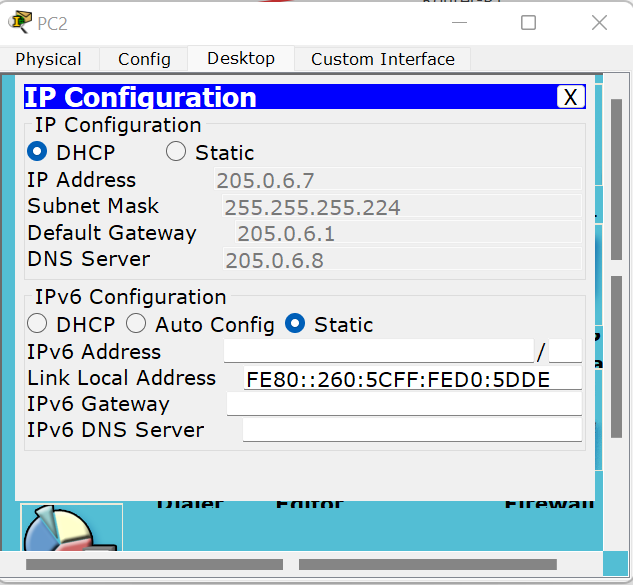 PC2
Physical Config Desktop Custom Interface
IP Configuration X
IP Configuration
DHCP Static
IP Address 205.0.6.7
Subnet Mask 255.255.255.224
Default Gateway 205.0.6.1
DNS Server 205.0.6.8
IPv6 Configuration
DHCP Auto Config Static
IPv6 Address /
Link Local Address FE80::260:5CFF:FED0:5DDE
IPv6 Gateway
IPv6 DNS Server
Dialer Editor Firewall